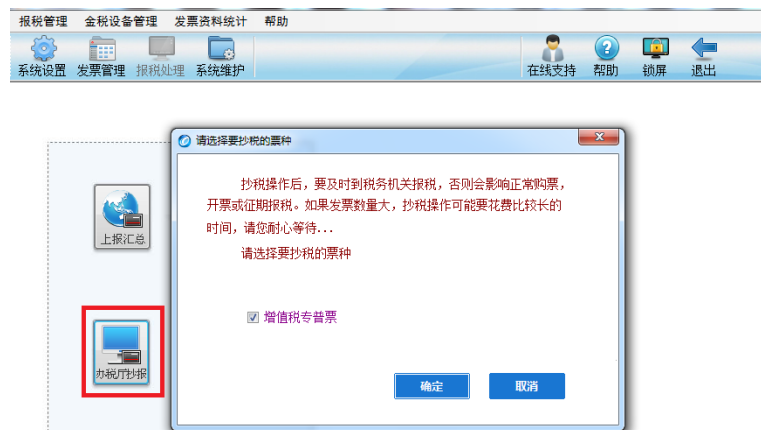 报税管理 金税设备管理 发票资料统计 帮助
系统设置 发票管理 报税处理 系统维护 在线支持 帮助 锁屏 退出
请选择要抄税的票种
抄税操作后，要及时到税务机关报税，否则会影响正常购票，
开票或征期报税。如果发票数量大，抄税操作可能要花费比较长的
时间，请您耐心等待...
请选择要抄税的票种
上报汇总
增值税专普票
办税厅抄报
确定 取消